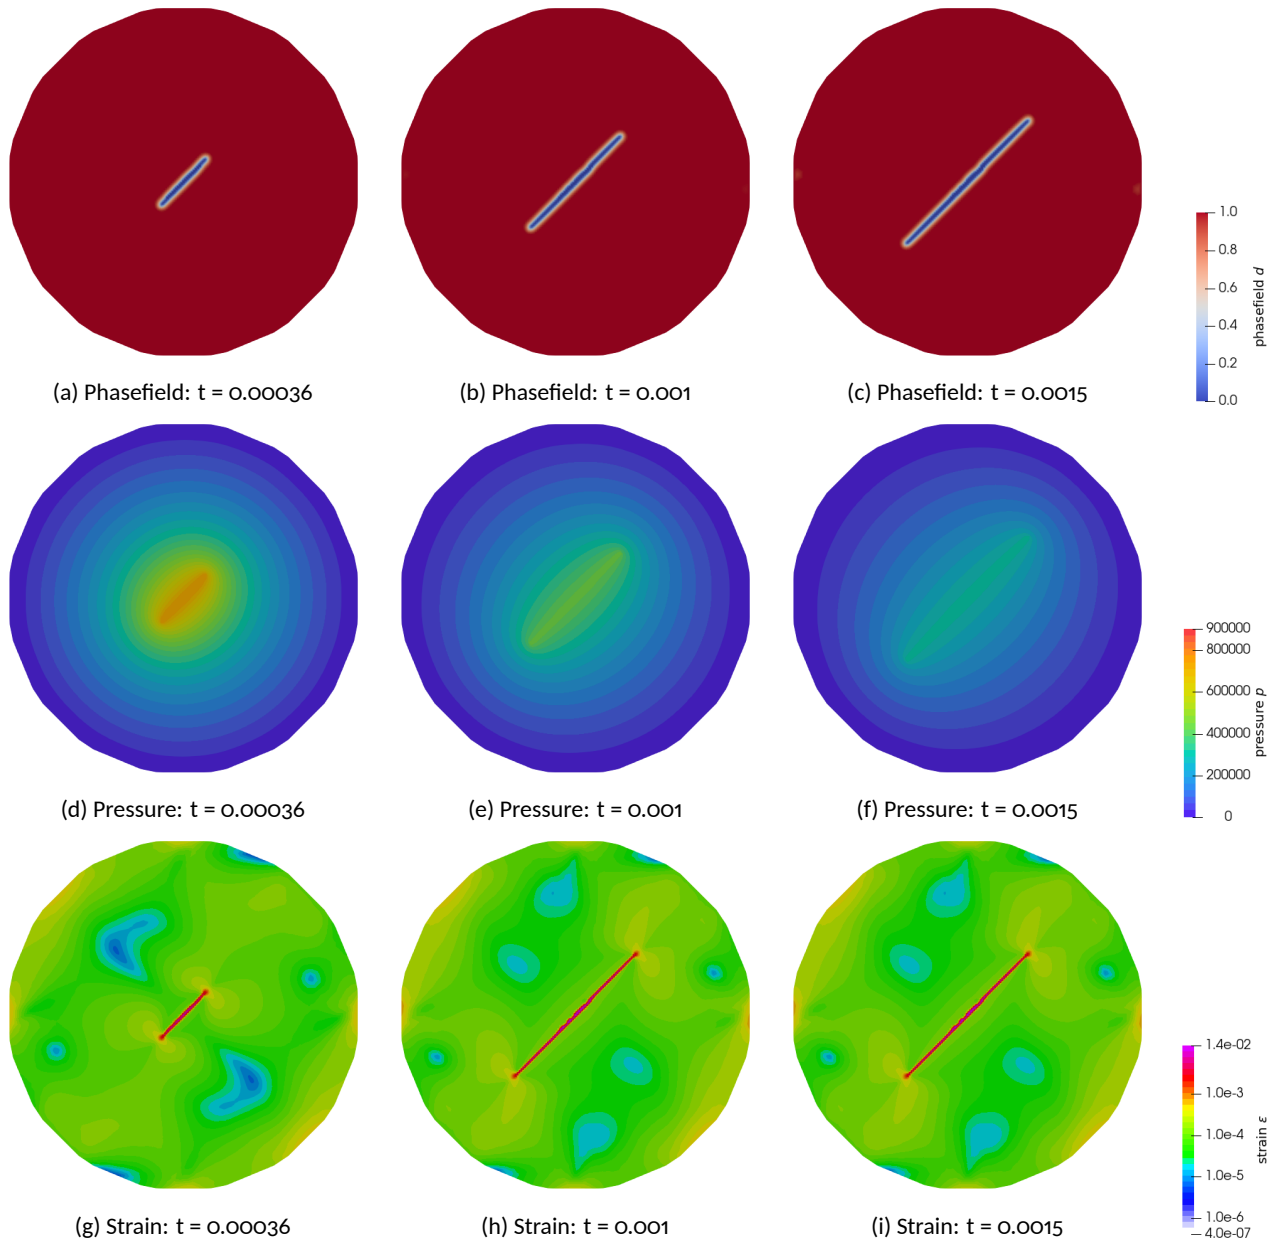 1.0
0.8
0.6
0.4
0.2
0.0
phasefield d
(a) Phasefield: t = 0.00036
(b) Phasefield: t = 0.001
(c) Phasefield: t = 0.0015
900000
800000
600000
400000
200000
0
pressure p
(d) Pressure: t = 0.00036
(e) Pressure: t = 0.001
(f) Pressure: t = 0.0015
1.4e-02
1.0e-3
1.0e-4
1.0e-5
1.0e-6
4.0e-07
strain ε
(g) Strain: t = 0.00036
(h) Strain: t = 0.001
(i) Strain: t = 0.0015